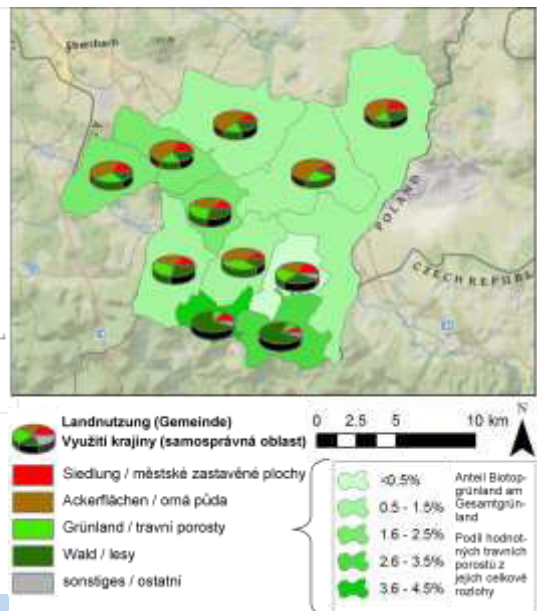 Ebersbach
POLAND
CZECH REPUBL
Landnutzung (Gemeinde)
Využití krajiny (samosprávná oblast)
Siedlung / městské zastavěné plochy
Ackerflächen / orná půda
Grünland / travní porosty
Wald / lesy
sonstiges / ostatní
0 2.5 5 10 km
N
<0.5%
0.5 - 1.5%
1.6 - 2.5%
2.6 - 3.5%
3.6 - 4.5%
Anteil Biotop-
grünland am
Gesamtgrün-
land
Podíl hodnot-
ných travních
porostů z
jejich celkové
rozlohy